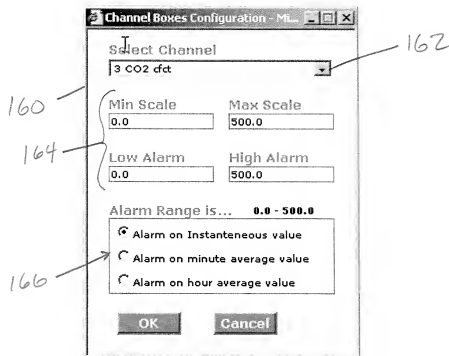 Channel Boxes Configuration - Mi...
Select Channel
3 CO2 cfct
162
160
Min Scale Max Scale
0.0 500.0
164
Low Alarm High Alarm
0.0 500.0
Alarm Range is... 0.0 - 500.0
Alarm on Instanteneous value
Alarm on minute average value
166
Alarm on hour average value
OK Cancel